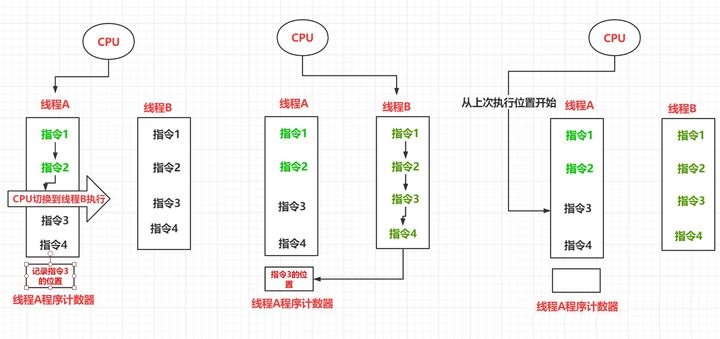 CPU
线程A
线程B
指令1
指令2
CPU切换到线程B执行
指令3
指令4
指令1
指令2
指令3
指令4
记录指令3
的位置
线程A程序计数器
CPU
线程A
线程B
指令1
指令2
指令3
指令4
指令1
指令2
指令3
指令4
指令3的位
置
线程A程序计数器
CPU
从上次执行位置开始
线程A
线程B
指令1
指令2
指令3
指令4
指令1
指令2
指令3
指令4
线程A程序计数器